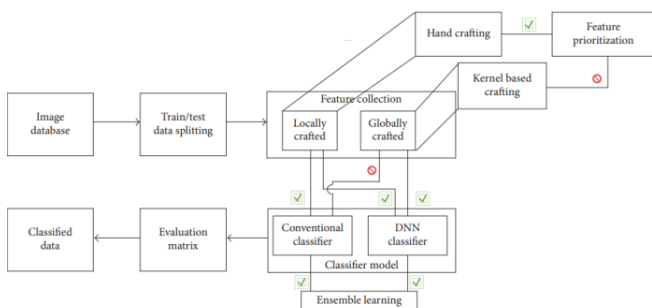 Hand crafting
Feature
prioritization
Kernel based
crafting
Feature collection
Image
database
Train/test
data splitting
Locally
crafted
Globally
crafted
Classified
data
Evaluation
matrix
Conventional
classifier
DNN
classifier
Classifier model
Ensemble learning